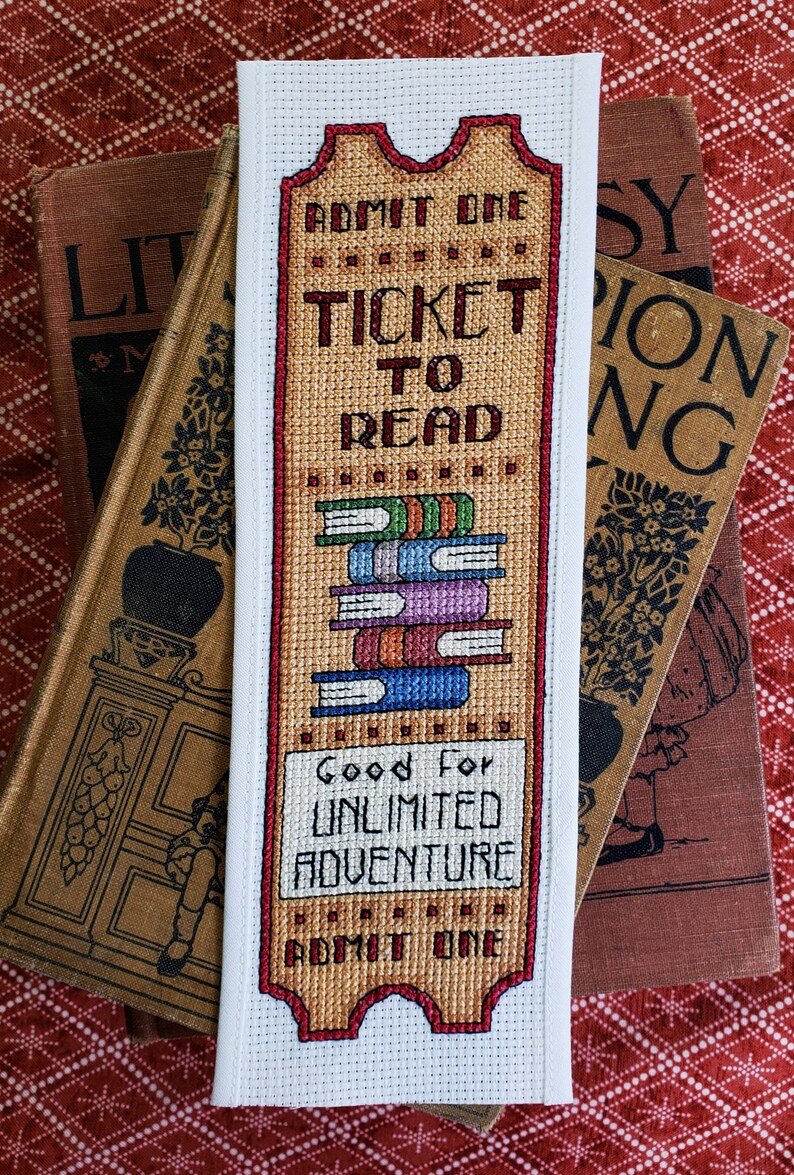 ADMIT ONE
TICKET
TO
READ
Good For
UNLIMITED
ADVENTURE
ADMIT ONE